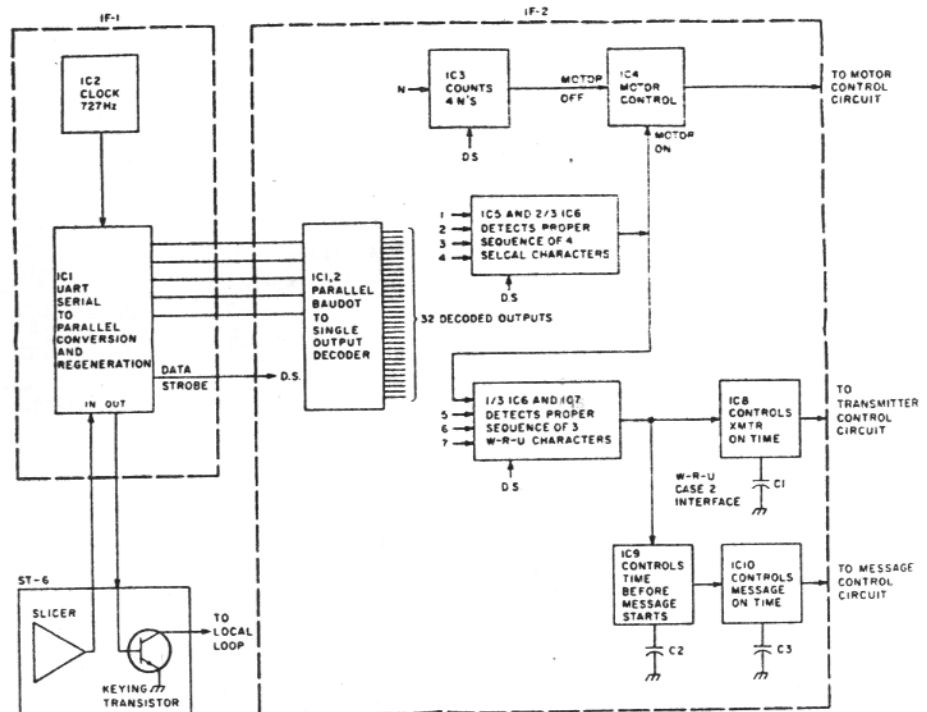 IF-1
IF-2
IC2
CLOCK
727Hz
N
IC3
COUNTS
4 N'S
D.S.
MOTOR
OFF
IC4
MOTOR
CONTROL
MOTOR
ON
TO MOTOR
CONTROL
CIRCUIT
1
2
3
4
IC5 AND 2/3 IC6
DETECTS PROPER
SEQUENCE OF 4
SELCAL CHARACTERS
D.S.
IC1
UART
SERIAL
TO
PARALLEL
CONVERSION
AND
REGENERATION
IN OUT
DATA
STROBE
D.S.
IC1,2
PARALLEL
BAUDOT
TO
SINGLE
OUTPUT
DECODER
32 DECODED OUTPUTS
5
6
7
1/3 IC6 AND IC7
DETECTS PROPER
SEQUENCE OF 3
W-R-U CHARACTERS
D.S.
IC8
CONTROLS
XMTR
ON TIME
TO
TRANSMITTER
CONTROL
CIRCUIT
C1
W-R-U
CASE 2
INTERFACE
IC9
CONTROLS
TIME
BEFORE
MESSAGE
STARTS
C2
IC10
CONTROLS
MESSAGE
ON TIME
C3
TO MESSAGE
CONTROL
CIRCUIT
ST-6
SLICER
KEYING
TRANSISTOR
TO
LOCAL
LOOP